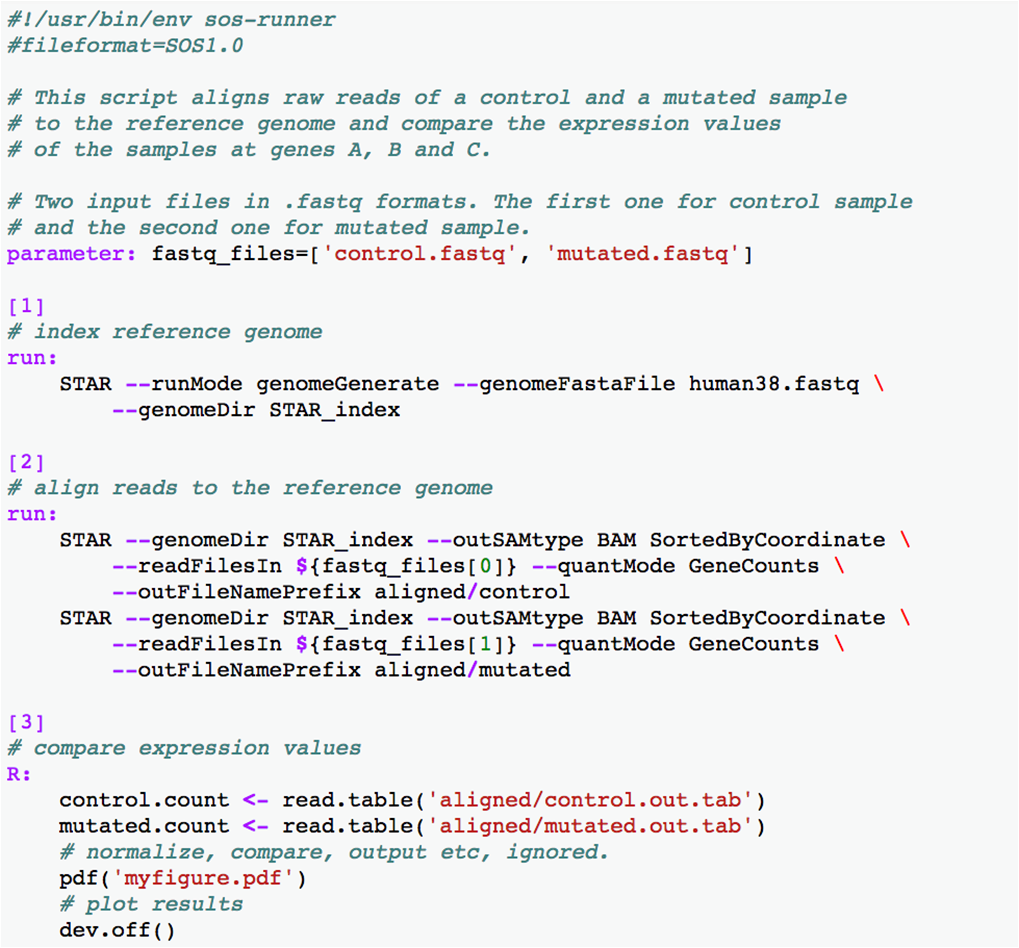 #!/usr/bin/env sos-runner
#fileformat=SOS1.0

# This script aligns raw reads of a control and a mutated sample
# to the reference genome and compare the expression values
# of the samples at genes A, B and C.

# Two input files in .fastq formats. The first one for control sample
# and the second one for mutated sample.
parameter: fastq_files=['control.fastq', 'mutated.fastq']

[1]
# index reference genome
run:
    STAR --runMode genomeGenerate --genomeFastaFile human38.fastq \
        --genomeDir STAR_index

[2]
# align reads to the reference genome
run:
    STAR --genomeDir STAR_index --outSAMtype BAM SortedByCoordinate \
        --readFilesIn ${fastq_files[0]} --quantMode GeneCounts \
        --outFileNamePrefix aligned/control
    STAR --genomeDir STAR_index --outSAMtype BAM SortedByCoordinate \
        --readFilesIn ${fastq_files[1]} --quantMode GeneCounts \
        --outFileNamePrefix aligned/mutated

[3]
# compare expression values
R:
    control.count <- read.table('aligned/control.out.tab')
    mutated.count <- read.table('aligned/mutated.out.tab')
    # normalize, compare, output etc, ignored.
    pdf('myfigure.pdf')
    # plot results
    dev.off()